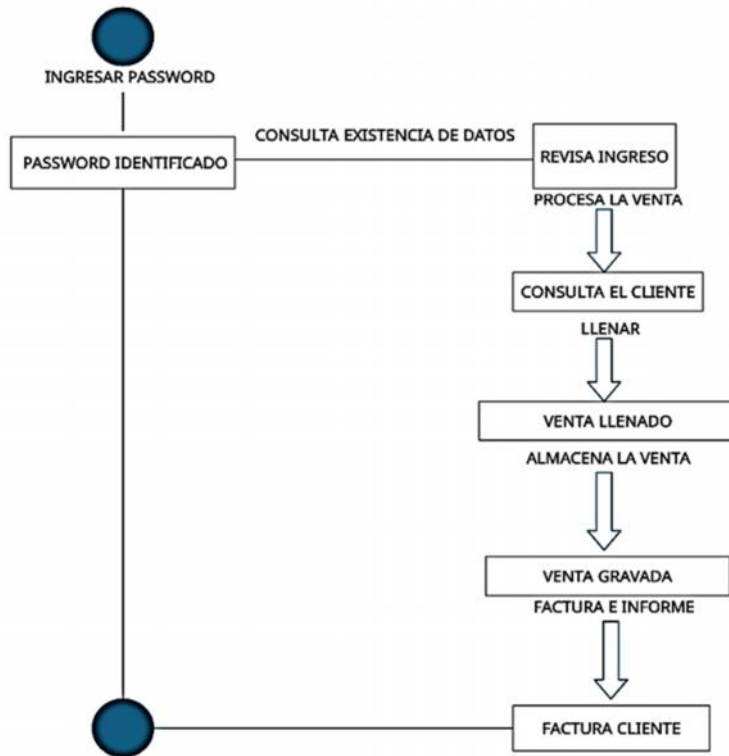 INGRESAR PASSWORD
CONSULTA EXISTENCIA DE DATOS
PASSWORD IDENTIFICADO
REVISA INGRESO
PROCESA LA VENTA
CONSULTA EL CLIENTE
LLENAR
VENTA LLENADO
ALMACENA LA VENTA
VENTA GRAVADA
FACTURA E INFORME
FACTURA CLIENTE